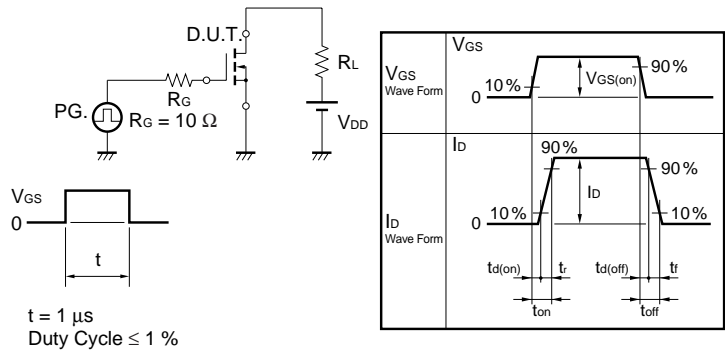 D.U.T.
RL
RG
PG.
RG = 10 Ω
VDD
VGS
0
t
t = 1 µs
Duty Cycle ≤ 1 %
VGS
Wave Form
VGS
10 %
0
VGS(on)
90 %
ID
Wave Form
ID
90 %
90 %
10 %
0
ID
10 %
td(on)
tr
td(off)
tf
ton
toff